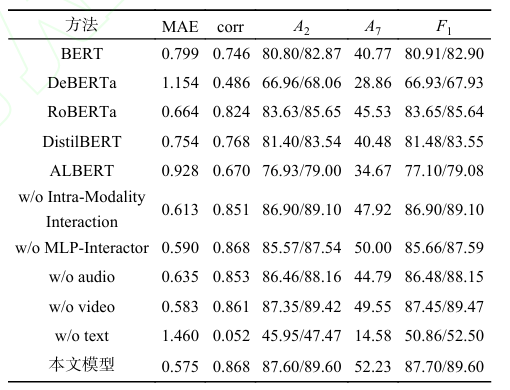 方法 MAE corr A2 A7 F1
BERT 0.799 0.746 80.80/82.87 40.77 80.91/82.90
DeBERTa 1.154 0.486 66.96/68.06 28.86 66.93/67.93
RoBERTa 0.664 0.824 83.63/85.65 45.53 83.65/85.64
DistilBERT 0.754 0.768 81.40/83.54 40.48 81.48/83.55
ALBERT 0.928 0.670 76.93/79.00 34.67 77.10/79.08
w/o Intra-Modality
Interaction 0.613 0.851 86.90/89.10 47.92 86.90/89.10
w/o MLP-Interactor 0.590 0.868 85.57/87.54 50.00 85.66/87.59
w/o audio 0.635 0.853 86.46/88.16 44.79 86.48/88.15
w/o video 0.583 0.861 87.35/89.42 49.55 87.45/89.47
w/o text 1.460 0.052 45.95/47.47 14.58 50.86/52.50
本文模型 0.575 0.868 87.60/89.60 52.23 87.70/89.60